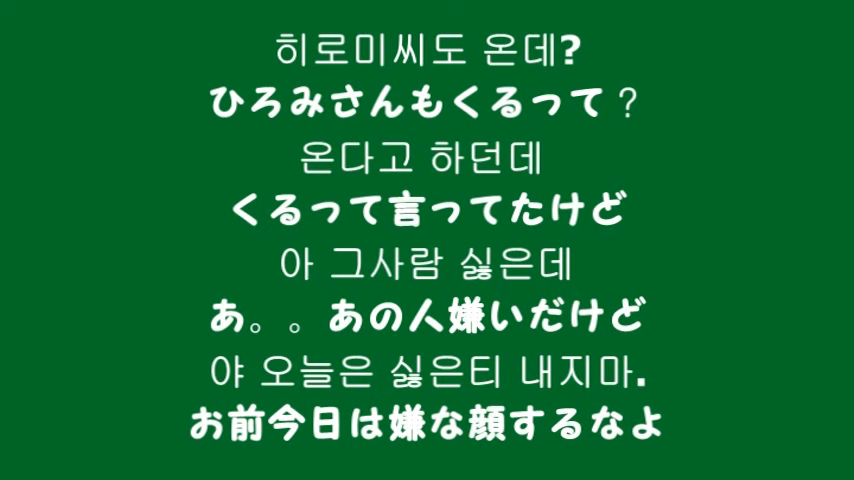 히로미씨도 온데?
ひろみさんもくるって？
온다고 하던데
くるって言ってたけど
아 그사람 싫은데
あ。。あの人嫌いだけど
야 오늘은 싫은티 내지마.
お前今日は嫌な顔するなよ